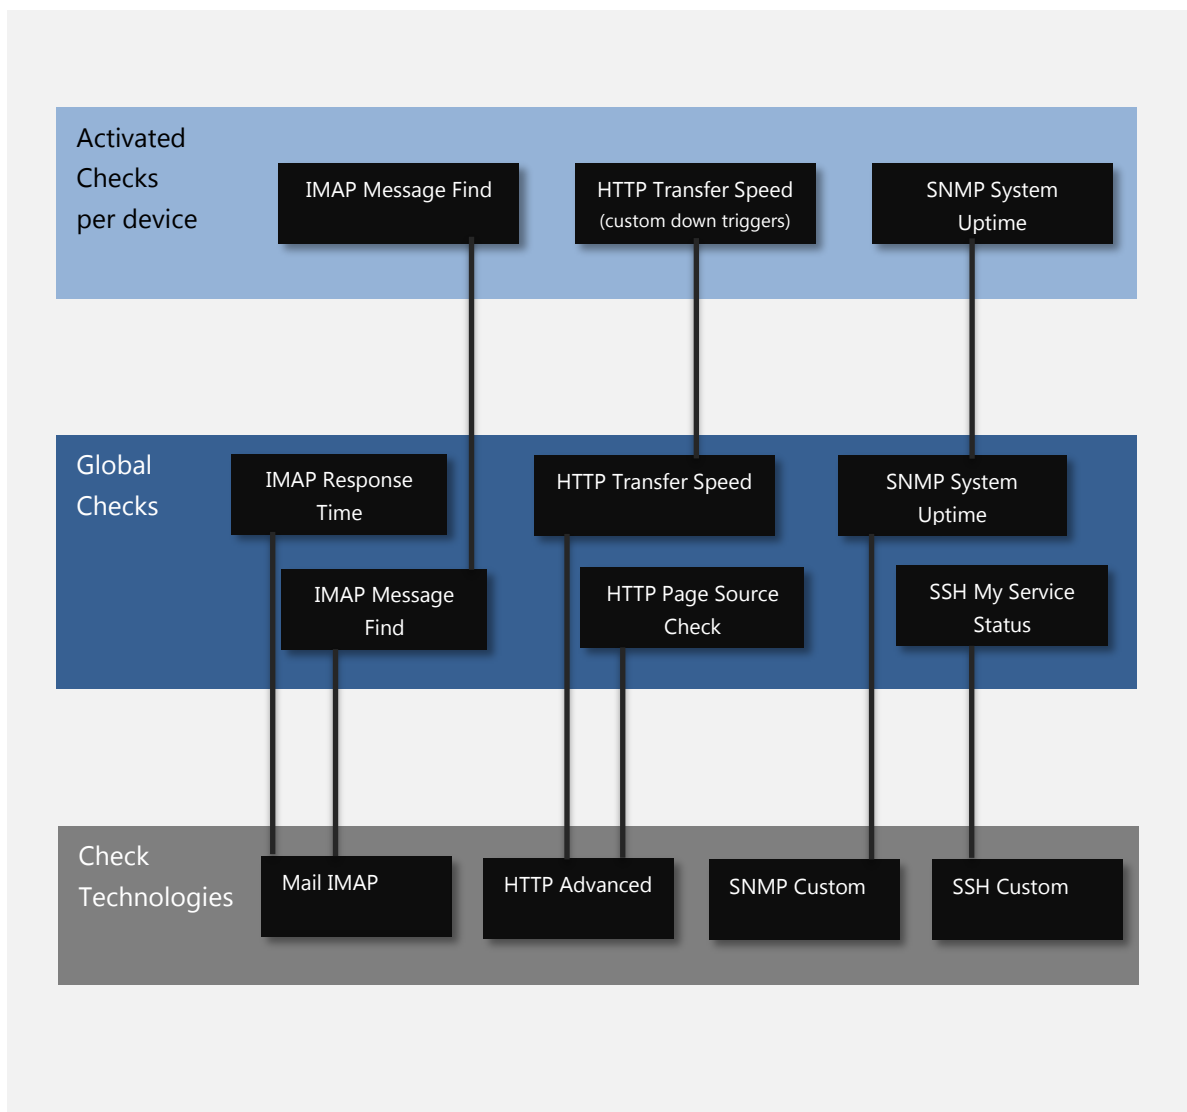 Activated
Checks
per device
IMAP Message Find
HTTP Transfer Speed
(custom down triggers)
SNMP System
Uptime
Global
Checks
IMAP Response
Time
HTTP Transfer Speed
SNMP System
Uptime
IMAP Message
Find
HTTP Page Source
Check
SSH My Service
Status
Check
Technologies
Mail IMAP
HTTP Advanced
SNMP Custom
SSH Custom